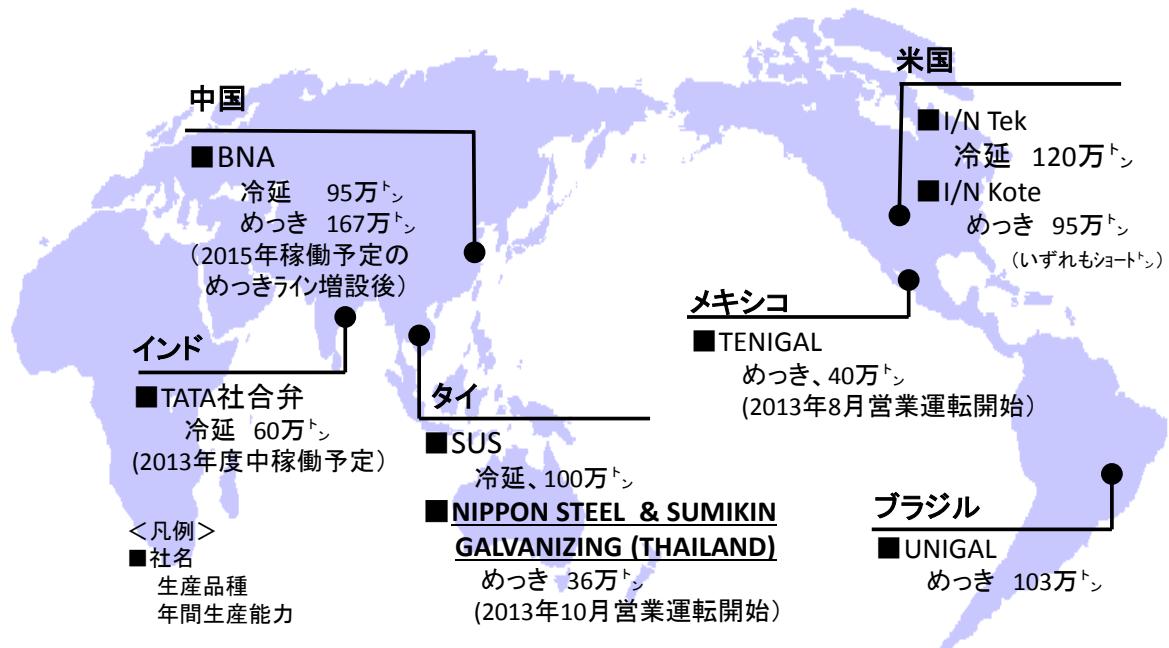 中国
■BNA
冷延 95万㌧
めっき 167万㌧
（2015年稼働予定の
めっきライン増設後）
インド
■TATA社合弁
冷延 60万㌧
(2013年度中稼働予定）
タイ
■SUS
冷延、100万㌧
■NIPPON STEEL & SUMIKIN
GALVANIZING (THAILAND)
めっき 36万㌧
(2013年10月営業運転開始）
米国
■I/N Tek
冷延 120万㌧
■I/N Kote
めっき 95万㌧
（いずれもショート㌧）
メキシコ
■TENIGAL
めっき、40万㌧
(2013年8月営業運転開始）
ブラジル
■UNIGAL
めっき 103万㌧
＜凡例＞
■社名
生産品種
年間生産能力